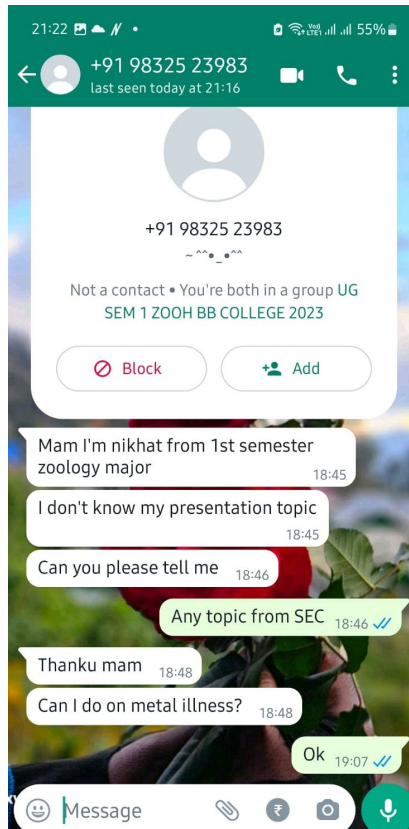 21:22
Vo))
LTE1
55%
+91 98325 23983
last seen today at 21:16
+91 98325 23983
~ ^^•_•^^
Not a contact • You're both in a group UG
SEM 1 ZOOH BB COLLEGE 2023
Block
Add
Mam I'm nikhat from 1st semester
zoology major
18:45
I don't know my presentation topic
18:45
Can you please tell me 18:46
Any topic from SEC 18:46
Thanku mam 18:48
Can I do on metal illness? 18:48
Ok 19:07
Message
₹